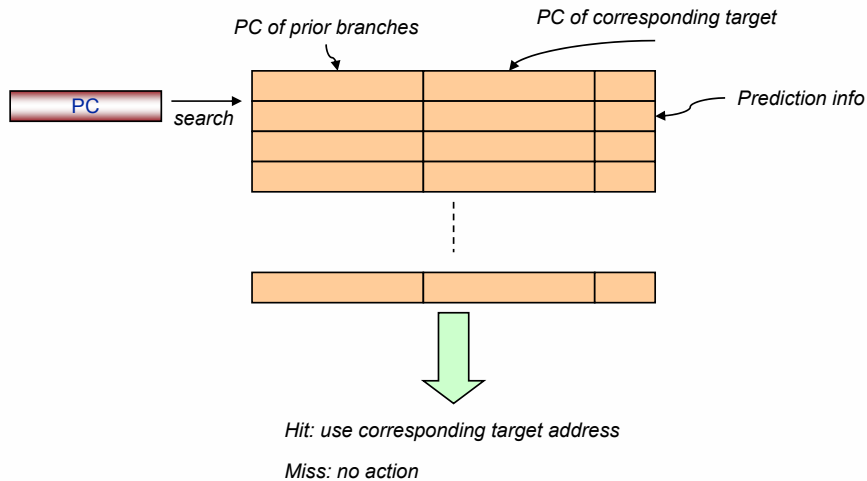 PC of prior branches
PC of corresponding target
PC
search
Prediction info
Hit: use corresponding target address
Miss: no action